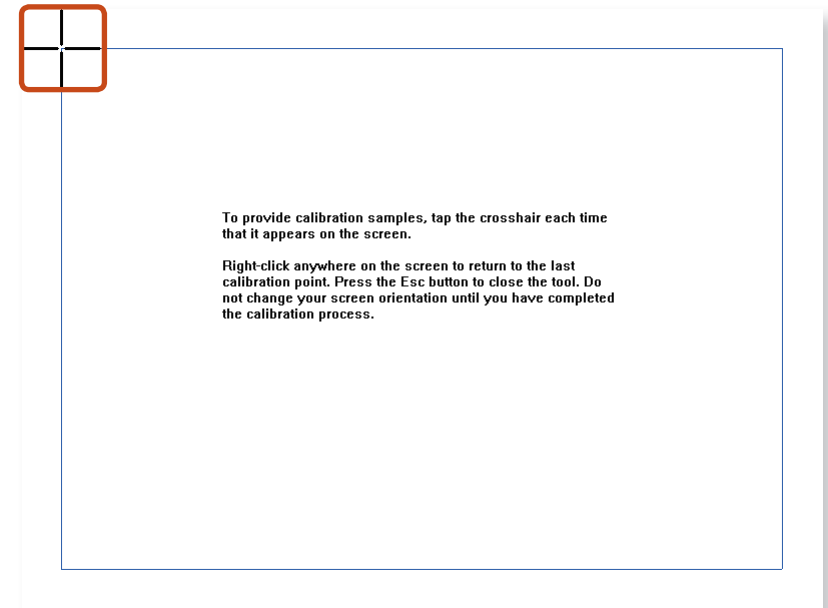 To provide calibration samples, tap the crosshair each time
that it appears on the screen.
Right-click anywhere on the screen to return to the last
calibration point. Press the Esc button to close the tool. Do
not change your screen orientation until you have completed
the calibration process.